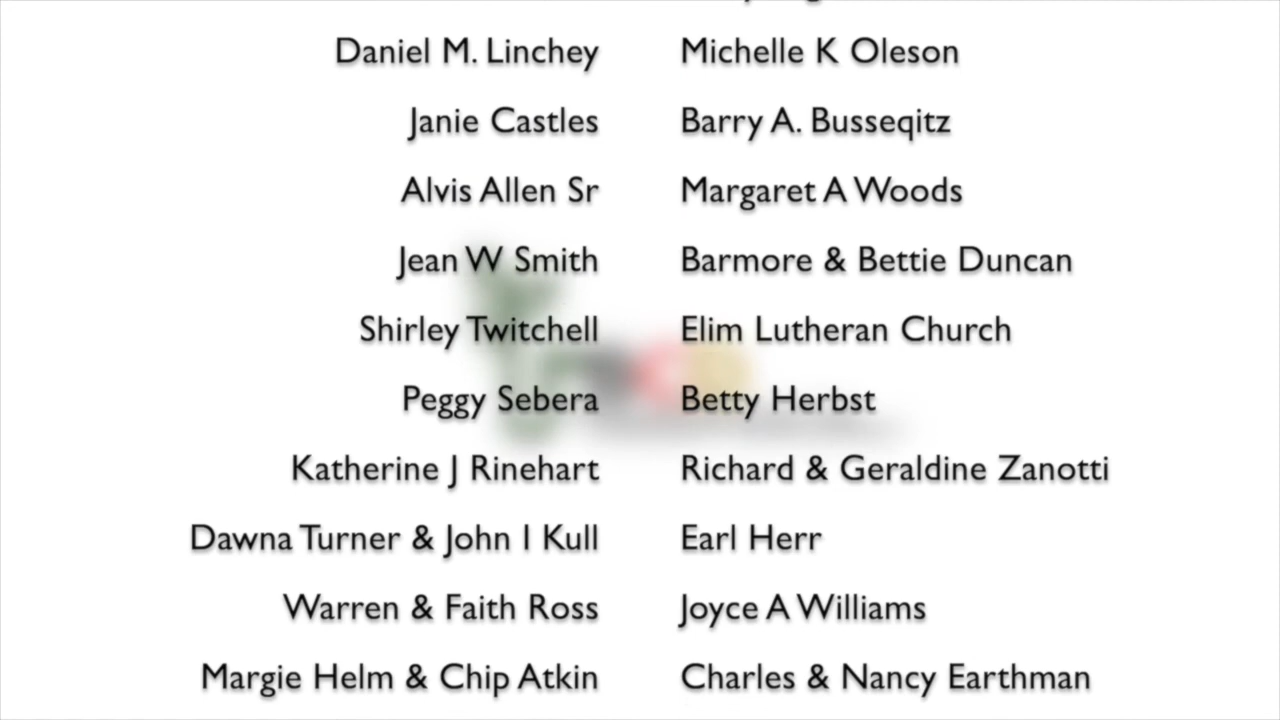 Daniel M. Linchey Michelle K Oleson
Janie Castles Barry A. Busseqitz
Alvis Allen Sr Margaret A Woods
Jean W Smith Barmore & Bettie Duncan
Shirley Twitchell Elim Lutheran Church
Peggy Sebera Betty Herbst
Katherine J Rinehart Richard & Geraldine Zanotti
Dawna Turner & John I Kull Earl Herr
Warren & Faith Ross Joyce A Williams
Margie Helm & Chip Atkin Charles & Nancy Earthman